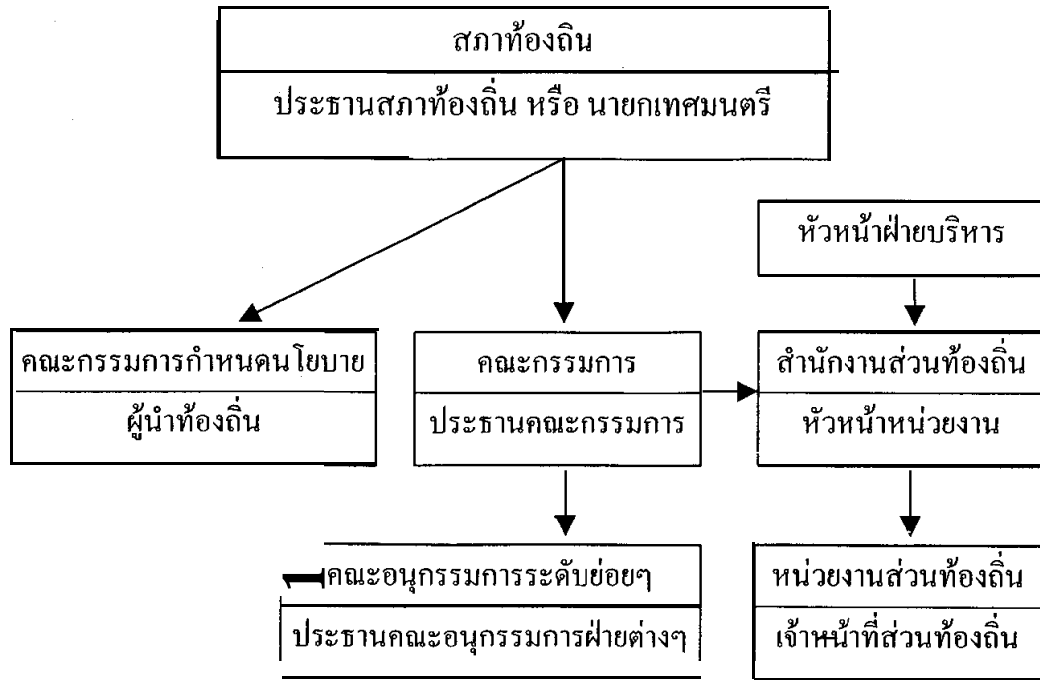 สภาท้องถิ่น
ประธานสภาท้องถิ่น หรือ นายกเทศมนตรี
หัวหน้าฝ่ายบริหาร
คณะกรรมการกำหนดนโยบาย
ผู้นำท้องถิ่น
คณะกรรมการ
ประธานคณะกรรมการ
สำนักงานส่วนท้องถิ่น
หัวหน้าหน่วยงาน
คณะอนุกรรมการระดับย่อยๆ
ประธานคณะอนุกรรมการฝ่ายต่างๆ
หน่วยงานส่วนท้องถิ่น
เจ้าหน้าที่ส่วนท้องถิ่น